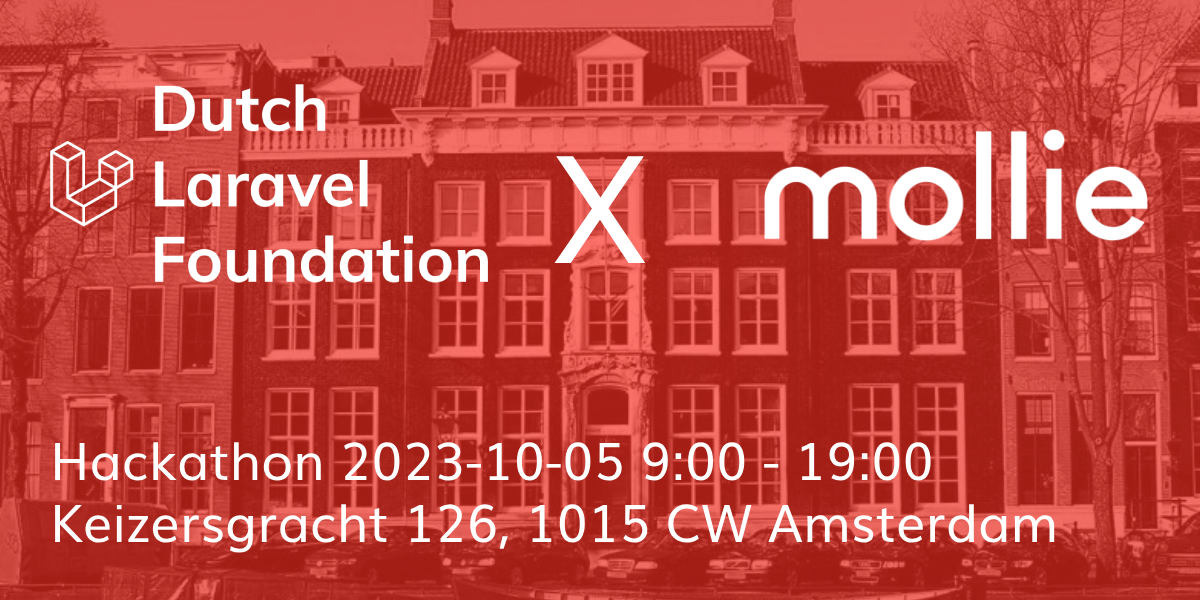 Dutch
Laravel
Foundation
X
mollie
Hackathon 2023-10-05 9:00 - 19:00
Keizersgracht 126, 1015 CW Amsterdam